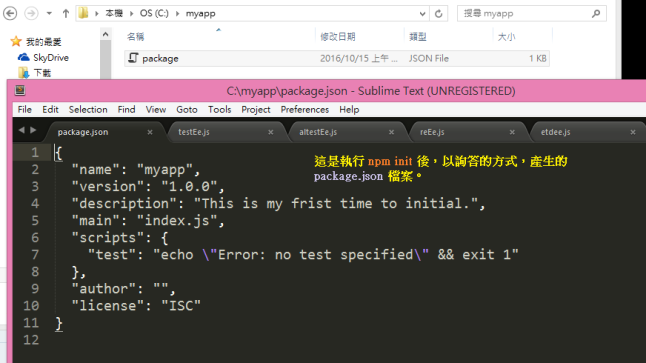 本機 ▸ OS (C:) ▸ myapp
搜尋 myapp
我的最愛
SkyDrive
下載
名稱 修改日期 類型 大小
package 2016/10/15 上午 ... JSON File 1 KB
C:\myapp\package.json - Sublime Text (UNREGISTERED)
File Edit Selection Find View Goto Tools Project Preferences Help
package.json testEe.js altestEe.js reEe.js etdee.js
這是執行 npm init 後，以詢答的方式，產生的
package.json 檔案。
1 {
2 "name": "myapp",
3 "version": "1.0.0",
4 "description": "This is my frist time to initial.",
5 "main": "index.js",
6 "scripts": {
7 "test": "echo \"Error: no test specified\" && exit 1"
8 },
9 "author": "",
10 "license": "ISC"
11 }
12